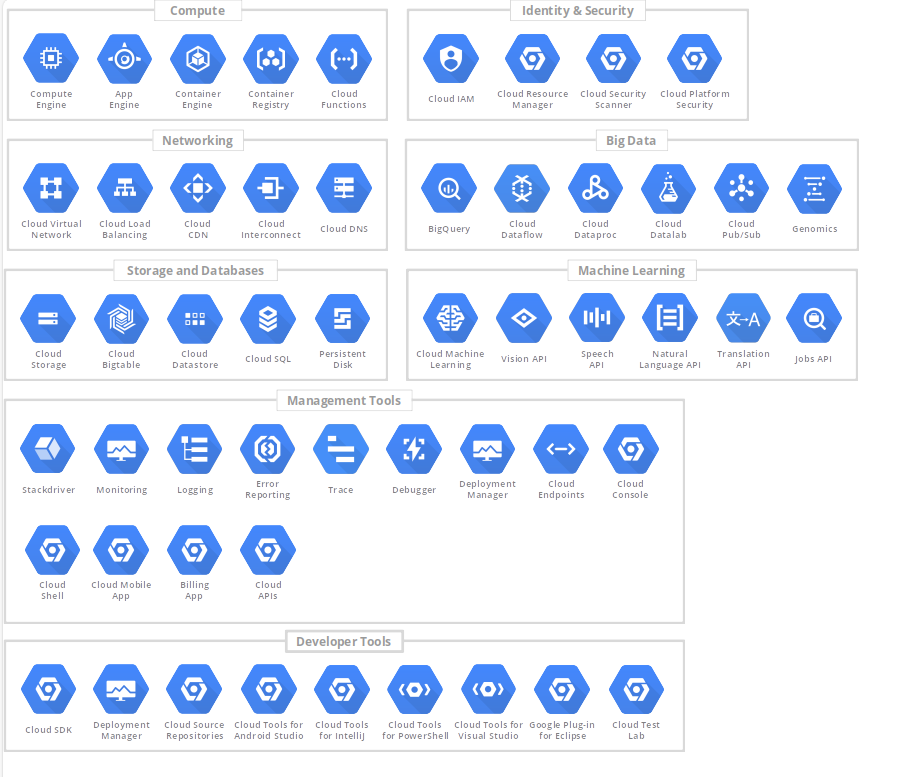 Compute
Compute
Engine
App
Engine
Container
Engine
Container
Registry
Cloud
Functions
Identity & Security
Cloud IAM
Cloud Resource
Manager
Cloud Security
Scanner
Cloud Platform
Security
Networking
Cloud Virtual
Network
Cloud Load
Balancing
Cloud
CDN
Cloud
Interconnect
Cloud DNS
Big Data
BigQuery
Cloud
Dataflow
Cloud
Dataproc
Cloud
Datalab
Cloud
Pub/Sub
Genomics
Storage and Databases
Cloud
Storage
Cloud
Bigtable
Cloud
Datastore
Cloud SQL
Persistent
Disk
Machine Learning
Cloud Machine
Learning
Vision API
Speech
API
Natural
Language API
文→A
Translation
API
Jobs API
Management Tools
Stackdriver
Monitoring
Logging
Error
Reporting
Trace
Debugger
Deployment
Manager
Cloud
Endpoints
Cloud
Console
Cloud
Shell
Cloud Mobile
App
Billing
App
Cloud
APIs
Developer Tools
Cloud SDK
Deployment
Manager
Cloud Source
Repositories
Cloud Tools for
Android Studio
Cloud Tools
for IntelliJ
Cloud Tools
for PowerShell
Cloud Tools for
Visual Studio
Google Plug-in
for Eclipse
Cloud Test
Lab